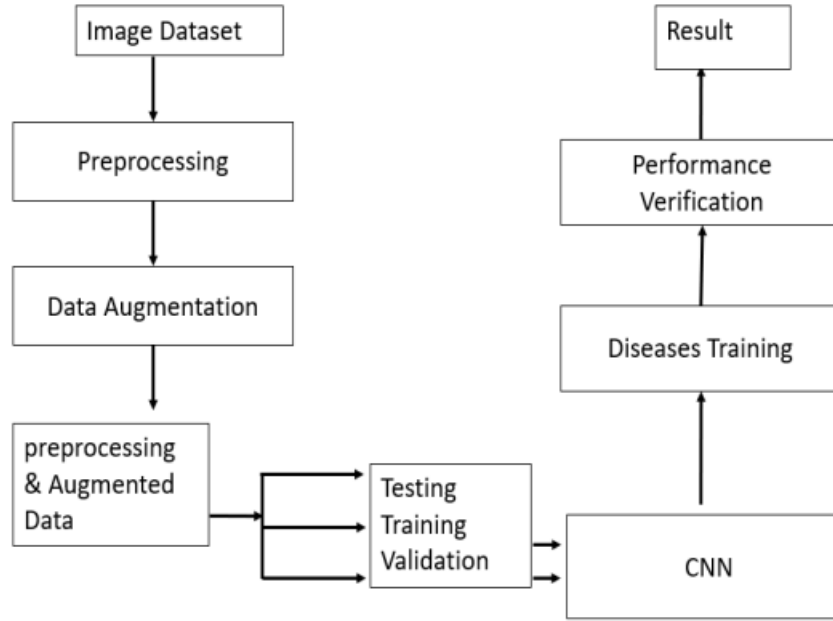 Image Dataset
Preprocessing
Data Augmentation
preprocessing
& Augmented
Data
Testing
Training
Validation
CNN
Diseases Training
Performance
Verification
Result